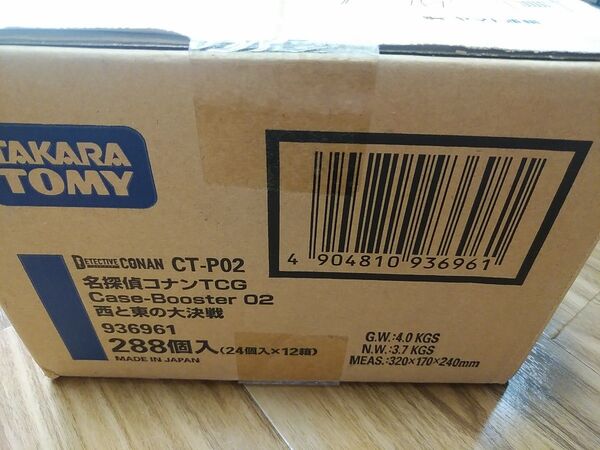 TAKARA
TOMY
4 904810 936961
DETECTIVE CONAN CT-P02
名探偵コナンTCG
Case-Booster 02
西と東の大決戦
936961
288個入(24個入×12箱)
MADE IN JAPAN
G.W.:4.0 KGS
N.W.:3.7 KGS
MEAS.:320×170×240mm